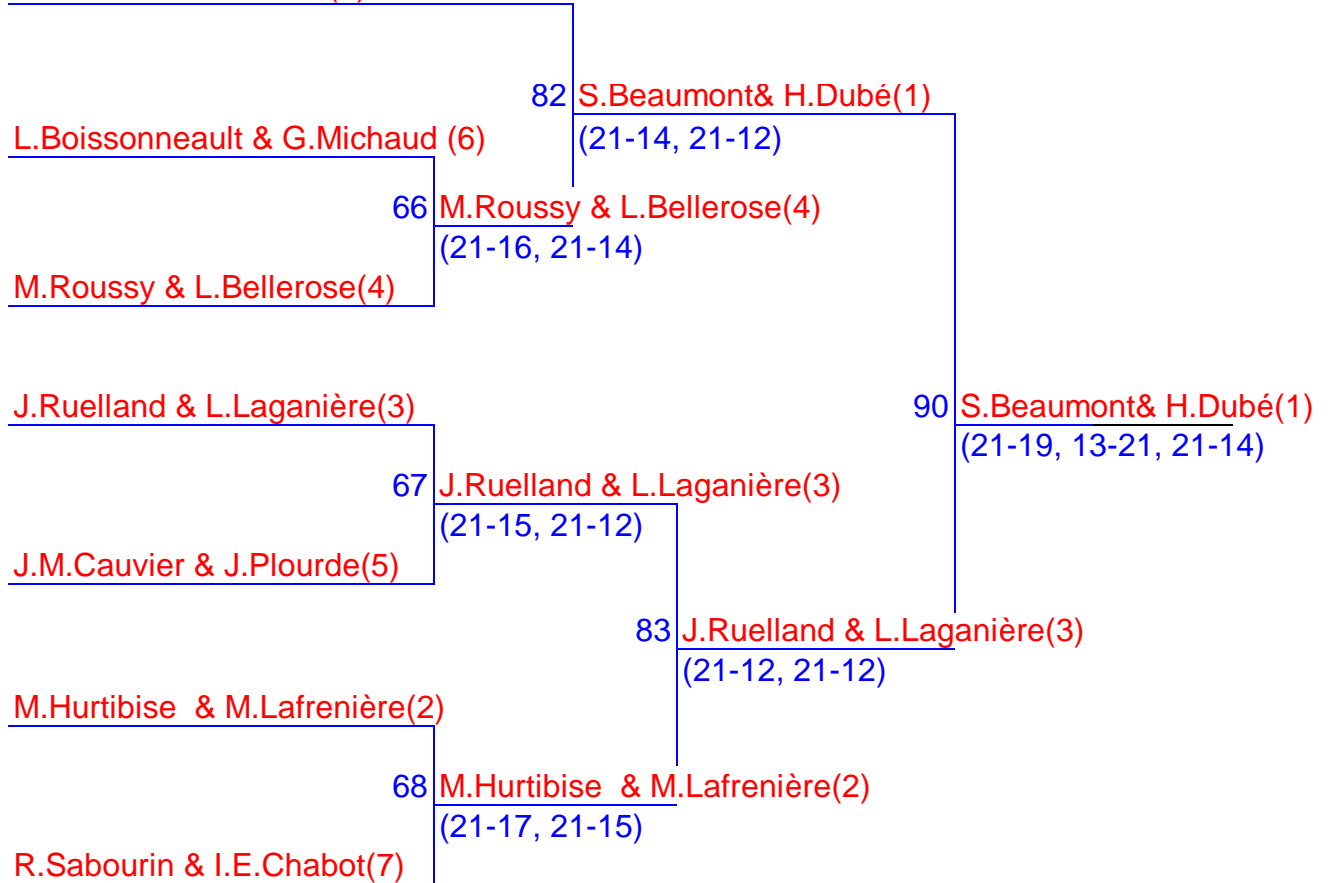 82 S.Beaumont& H.Dubé(1)
L.Boissonneault & G.Michaud (6)
(21-14, 21-12)
66 M.Roussy & L.Bellerose(4)
(21-16, 21-14)
M.Roussy & L.Bellerose(4)
J.Ruelland & L.Laganière(3)
90 S.Beaumont& H.Dubé(1)
(21-19, 13-21, 21-14)
67 J.Ruelland & L.Laganière(3)
(21-15, 21-12)
J.M.Cauvier & J.Plourde(5)
83 J.Ruelland & L.Laganière(3)
(21-12, 21-12)
M.Hurtibise & M.Lafrenière(2)
68 M.Hurtibise & M.Lafrenière(2)
(21-17, 21-15)
R.Sabourin & I.E.Chabot(7)